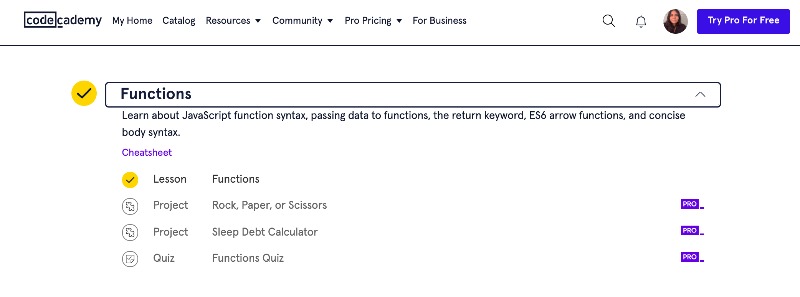 codecademy My Home Catalog Resources Community Pro Pricing For Business Try Pro For Free
Functions
Learn about JavaScript function syntax, passing data to functions, the return keyword, ES6 arrow functions, and concise
body syntax.
Cheatsheet
Lesson Functions
Project Rock, Paper, or Scissors PRO
Project Sleep Debt Calculator PRO
Quiz Functions Quiz PRO